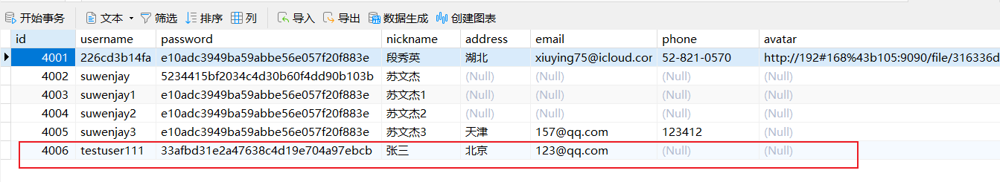 开始事务 文本 筛选 排序 列 导入 导出 数据生成 创建图表
id username password nickname address email phone avatar
4001 226cd3b14fa e10adc3949ba59abbe56e057f20f883e 段秀英 湖北 xiuying75@icloud.cor 52-821-0570 http://192#168%43b105:9090/file/316336d
4002 suwenjay 5234415bf2034c4d30b60f4dd90b103b 苏文杰 (Null) (Null) (Null) (Null)
4003 suwenjay1 e10adc3949ba59abbe56e057f20f883e 苏文杰1 (Null) (Null) (Null) (Null)
4004 suwenjay2 e10adc3949ba59abbe56e057f20f883e 苏文杰2 (Null) (Null) (Null) (Null)
4005 suwenjay3 e10adc3949ba59abbe56e057f20f883e 苏文杰3 天津 157@qq.com 123412 (Null)
4006 testuser111 33afbd31e2a47638c4d19e704a97ebcb 张三 北京 123@qq.com (Null) (Null)